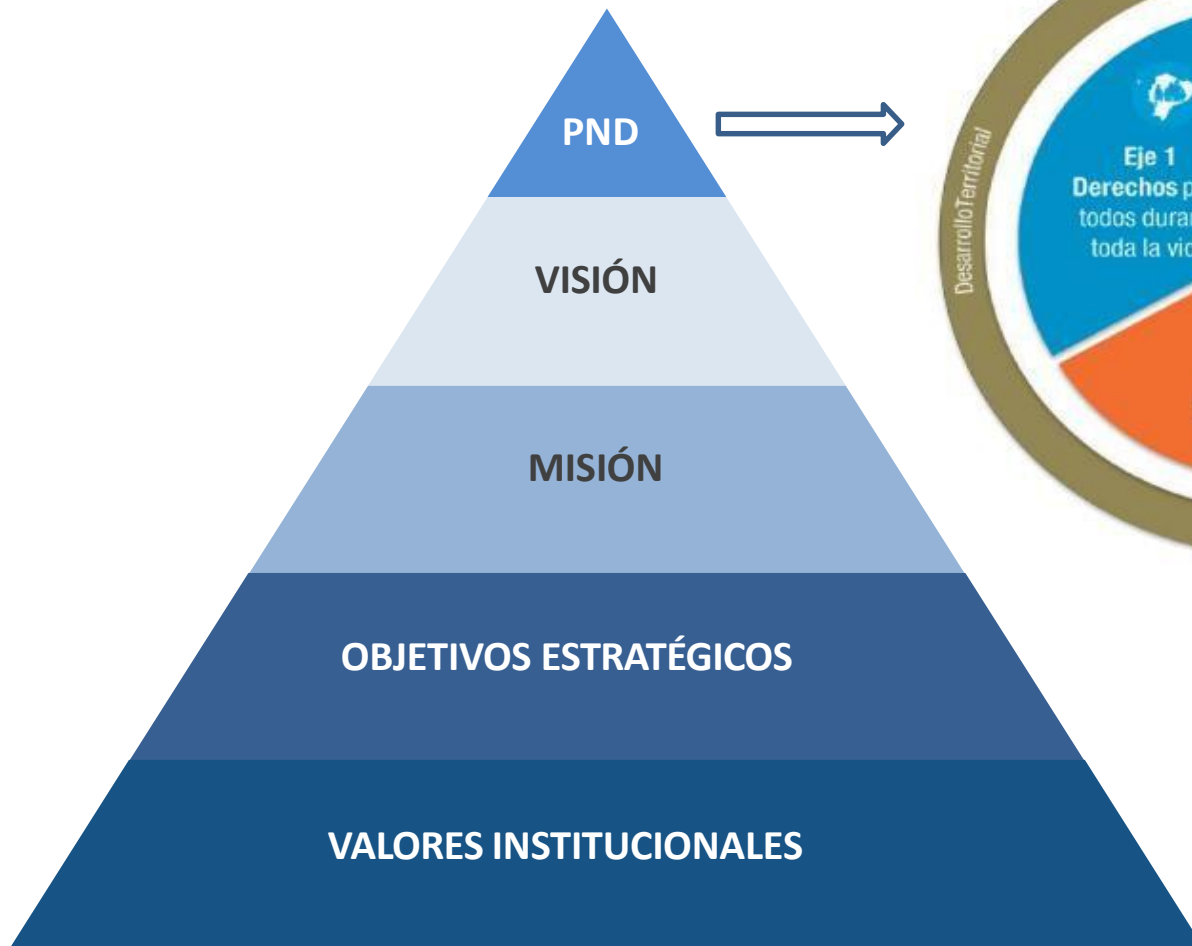 PND
VISIÓN
MISIÓN
OBJETIVOS ESTRATÉGICOS
VALORES INSTITUCIONALES
DesarrolloTerritorial
Eje 1
Derechos
todos
toda la